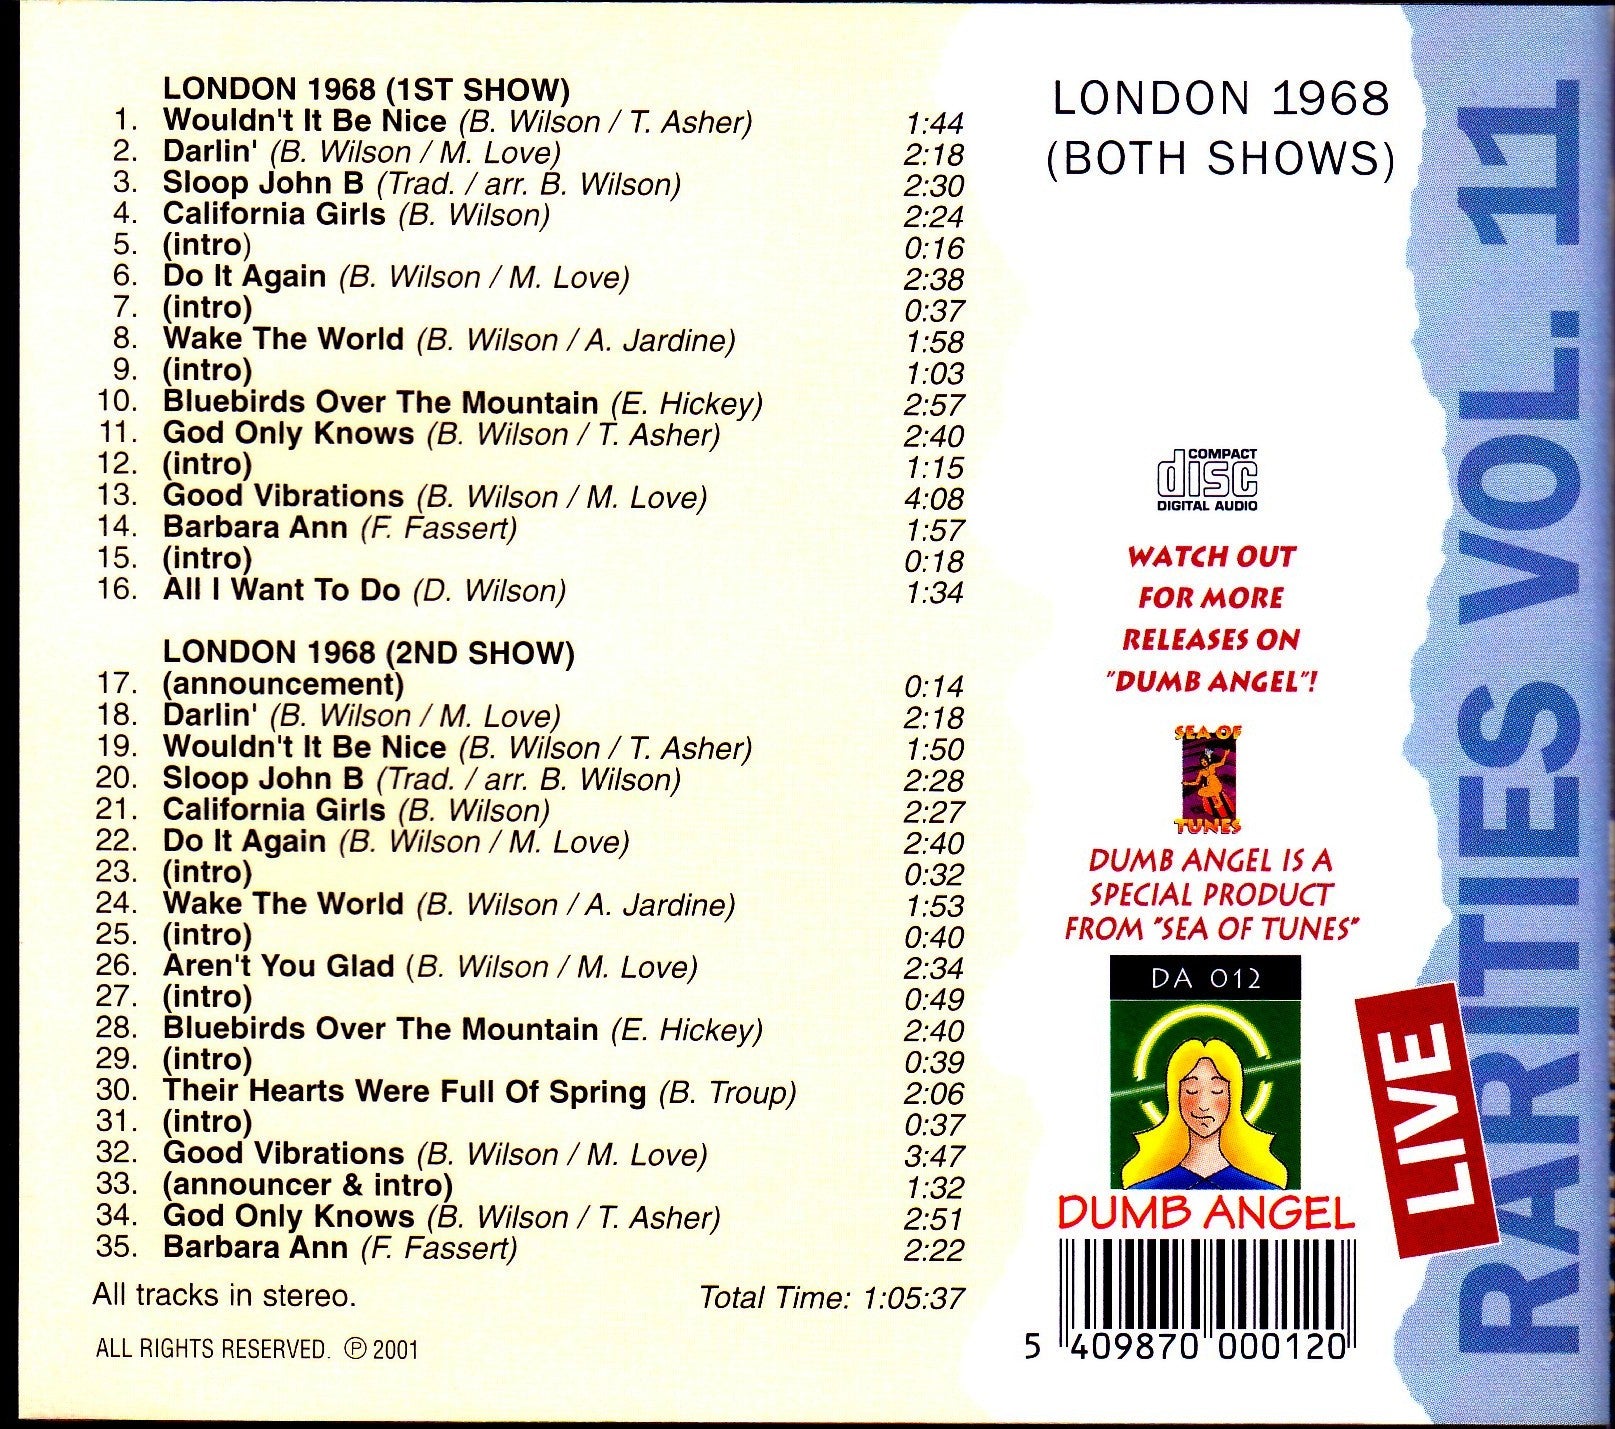 LONDON 1968 (1ST SHOW)
1. Wouldn't It Be Nice (B. Wilson / T. Asher) 1:44
2. Darlin' (B. Wilson / M. Love) 2:18
3. Sloop John B (Trad. / arr. B. Wilson) 2:30
4. California Girls (B. Wilson) 2:24
5. (intro) 0:16
6. Do It Again (B. Wilson / M. Love) 2:38
7. (intro) 0:37
8. Wake The World (B. Wilson / A. Jardine) 1:58
9. (intro) 1:03
10. Bluebirds Over The Mountain (E. Hickey) 2:57
11. God Only Knows (B. Wilson / T. Asher) 2:40
12. (intro) 1:15
13. Good Vibrations (B. Wilson / M. Love) 4:08
14. Barbara Ann (F. Fassert) 1:57
15. (intro) 0:18
16. All I Want To Do (D. Wilson) 1:34
LONDON 1968 (2ND SHOW)
17. (announcement) 0:14
18. Darlin' (B. Wilson / M. Love) 2:18
19. Wouldn't It Be Nice (B. Wilson / T. Asher) 1:50
20. Sloop John B (Trad. / arr. B. Wilson) 2:28
21. California Girls (B. Wilson) 2:27
22. Do It Again (B. Wilson / M. Love) 2:40
23. (intro) 0:32
24. Wake The World (B. Wilson / A. Jardine) 1:53
25. (intro) 0:40
26. Aren't You Glad (B. Wilson / M. Love) 2:34
27. (intro) 0:49
28. Bluebirds Over The Mountain (E. Hickey) 2:40
29. (intro) 0:39
30. Their Hearts Were Full Of Spring (B. Troup) 2:06
31. (intro) 0:37
32. Good Vibrations (B. Wilson / M. Love) 3:47
33. (announcer & intro) 1:32
34. God Only Knows (B. Wilson / T. Asher) 2:51
35. Barbara Ann (F. Fassert) 2:22
All tracks in stereo. Total Time: 1:05:37
ALL RIGHTS RESERVED. Ⓟ 2001
LONDON 1968
(BOTH SHOWS)
COMPACT
disc
DIGITAL AUDIO
WATCH OUT
FOR MORE
RELEASES ON
"DUMB ANGEL"!
SEA OF
TUNES
DUMB ANGEL IS A
SPECIAL PRODUCT
FROM "SEA OF TUNES"
DA 012
DUMB ANGEL
5 409870 000120
LIVE
RARITIES VOL. 11